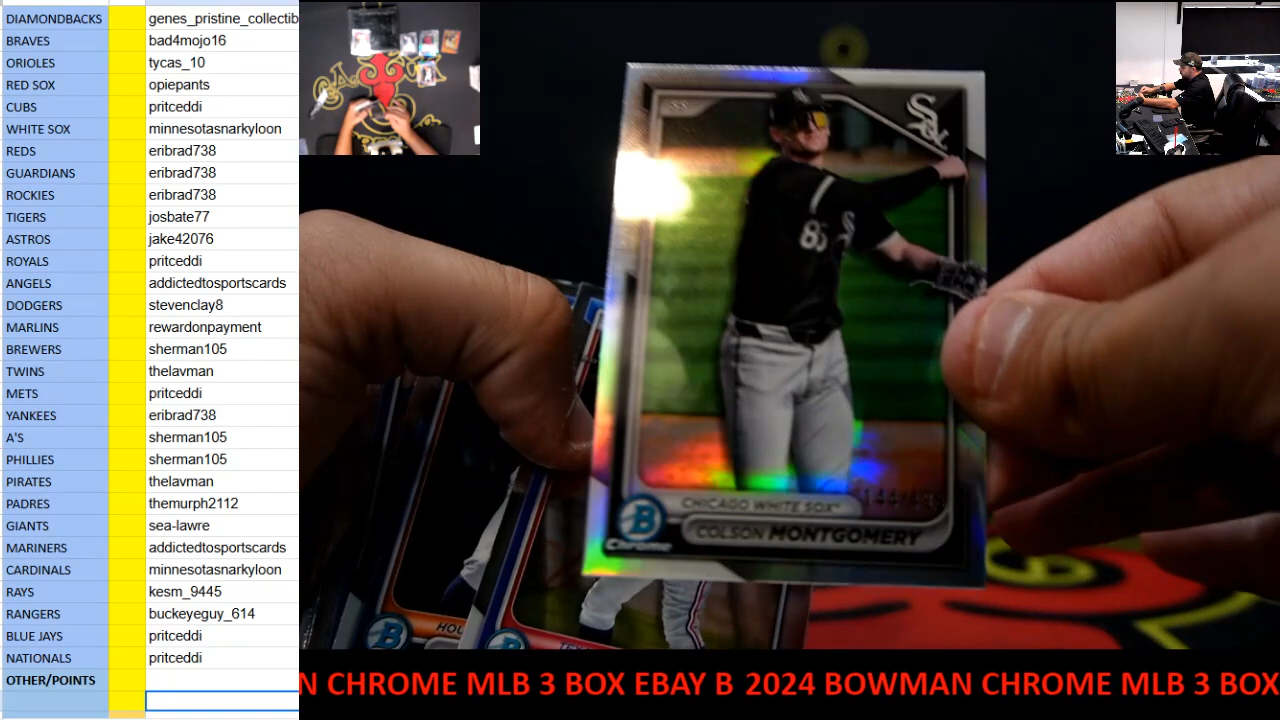 DIAMONDBACKS genes_pristine_collectib
BRAVES bad4mojo16
ORIOLES tycas_10
RED SOX opiepants
CUBS pritceddi
WHITE SOX minnesotasnarkyloon
REDS eribrad738
GUARDIANS eribrad738
ROCKIES eribrad738
TIGERS josbate77
ASTROS jake42076
ROYALS pritceddi
ANGELS addictedtosportscards
DODGERS stevenclay8
MARLINS rewardonpayment
BREWERS sherman105
TWINS thelavman
METS pritceddi
YANKEES eribrad738
A'S sherman105
PHILLIES sherman105
PIRATES thelavman
PADRES themurph2112
GIANTS sea-lawre
MARINERS addictedtosportscards
CARDINALS minnesotasnarkyloon
RAYS kesm_9445
RANGERS buckeyeguy_614
BLUE JAYS pritceddi
NATIONALS pritceddi
OTHER/POINTS
Sox
85
CHICAGO WHITE SOX
B
Chrome
COLSON MONTGOMERY
HOU
N CHROME MLB 3 BOX EBAY B 2024 BOWMAN CHROME MLB 3 BOX